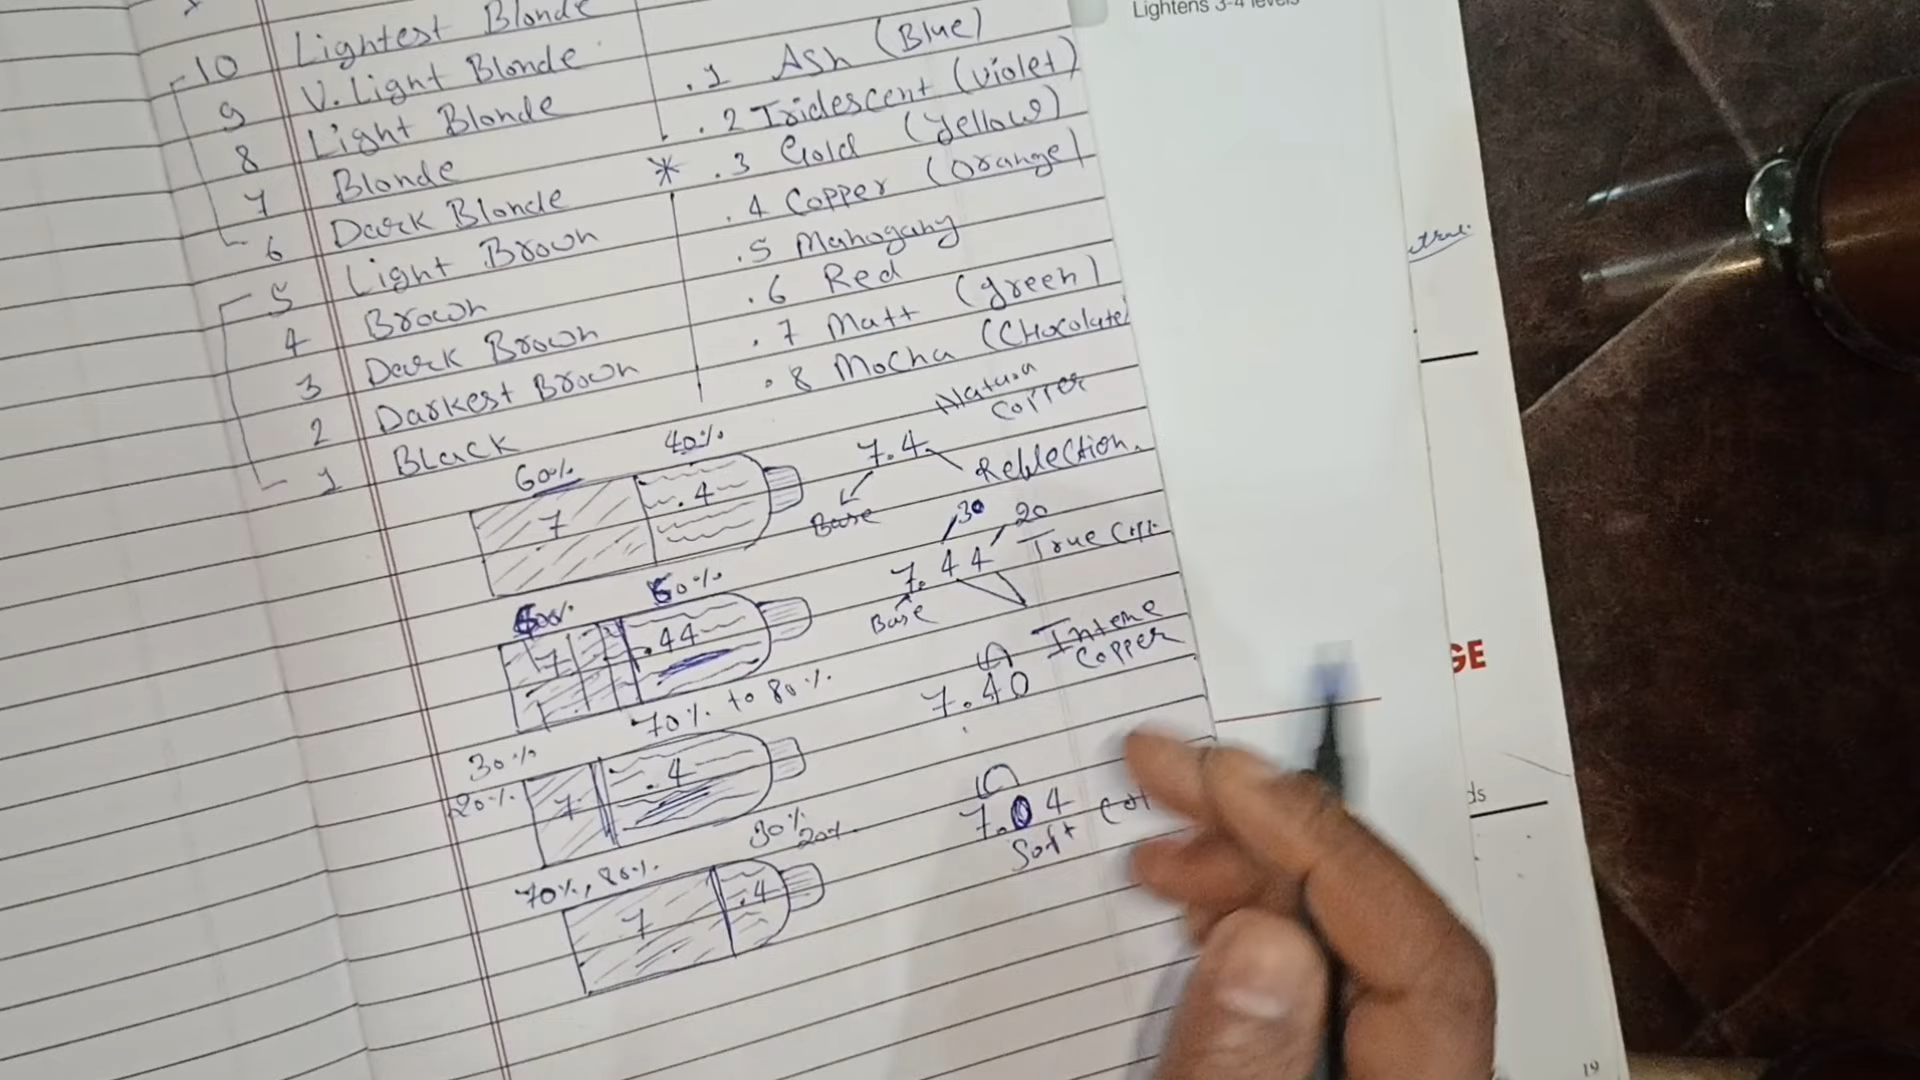 10 Lightest Blonde
9 V. Light Blonde
8 Light Blonde
7 Blonde
6 Dark Blonde
5 Light Brown
4 Brown
3 Dark Brown
2 Darkest Brown
1 Black
.1 Ash (Blue)
.2 Iridescent (Violet)
* .3 Gold (Yellow)
.4 Copper (Orange)
.5 Mahogany
.6 Red
.7 Matt (green)
.8 Mocha (Chocolate)
60% 40%
7 .4
7.4
Base
Reflection.
Copper
7 .44
30 20
7.44
Base
True
70% to 80%
30%
20%
7 .4
7.40
Intense
Copper
70%, 80%
30%
20%
7 .4
7.04
Soft
Lightens 3-4 levels
true.
GE
ds
19